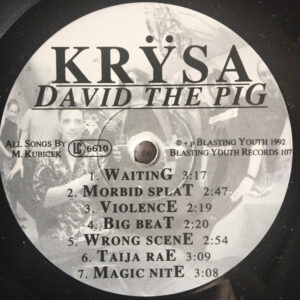 KRŸSA
DAVID THE PIG
ALL SONGS BY
M. KUBICEK
LC 6610
© + p BLASTING YOUTH 1992
BLASTING YOUTH RECORDS 107
1. WAITING 3:17
2. MORBID SPLAT 2:47
3. VIOLENCE 2:19
4. BIG BEAT 2:20
5. WRONG SCENE 2:54
6. TAIJA RAE 3:09
7. MAGIC NITE 3:08